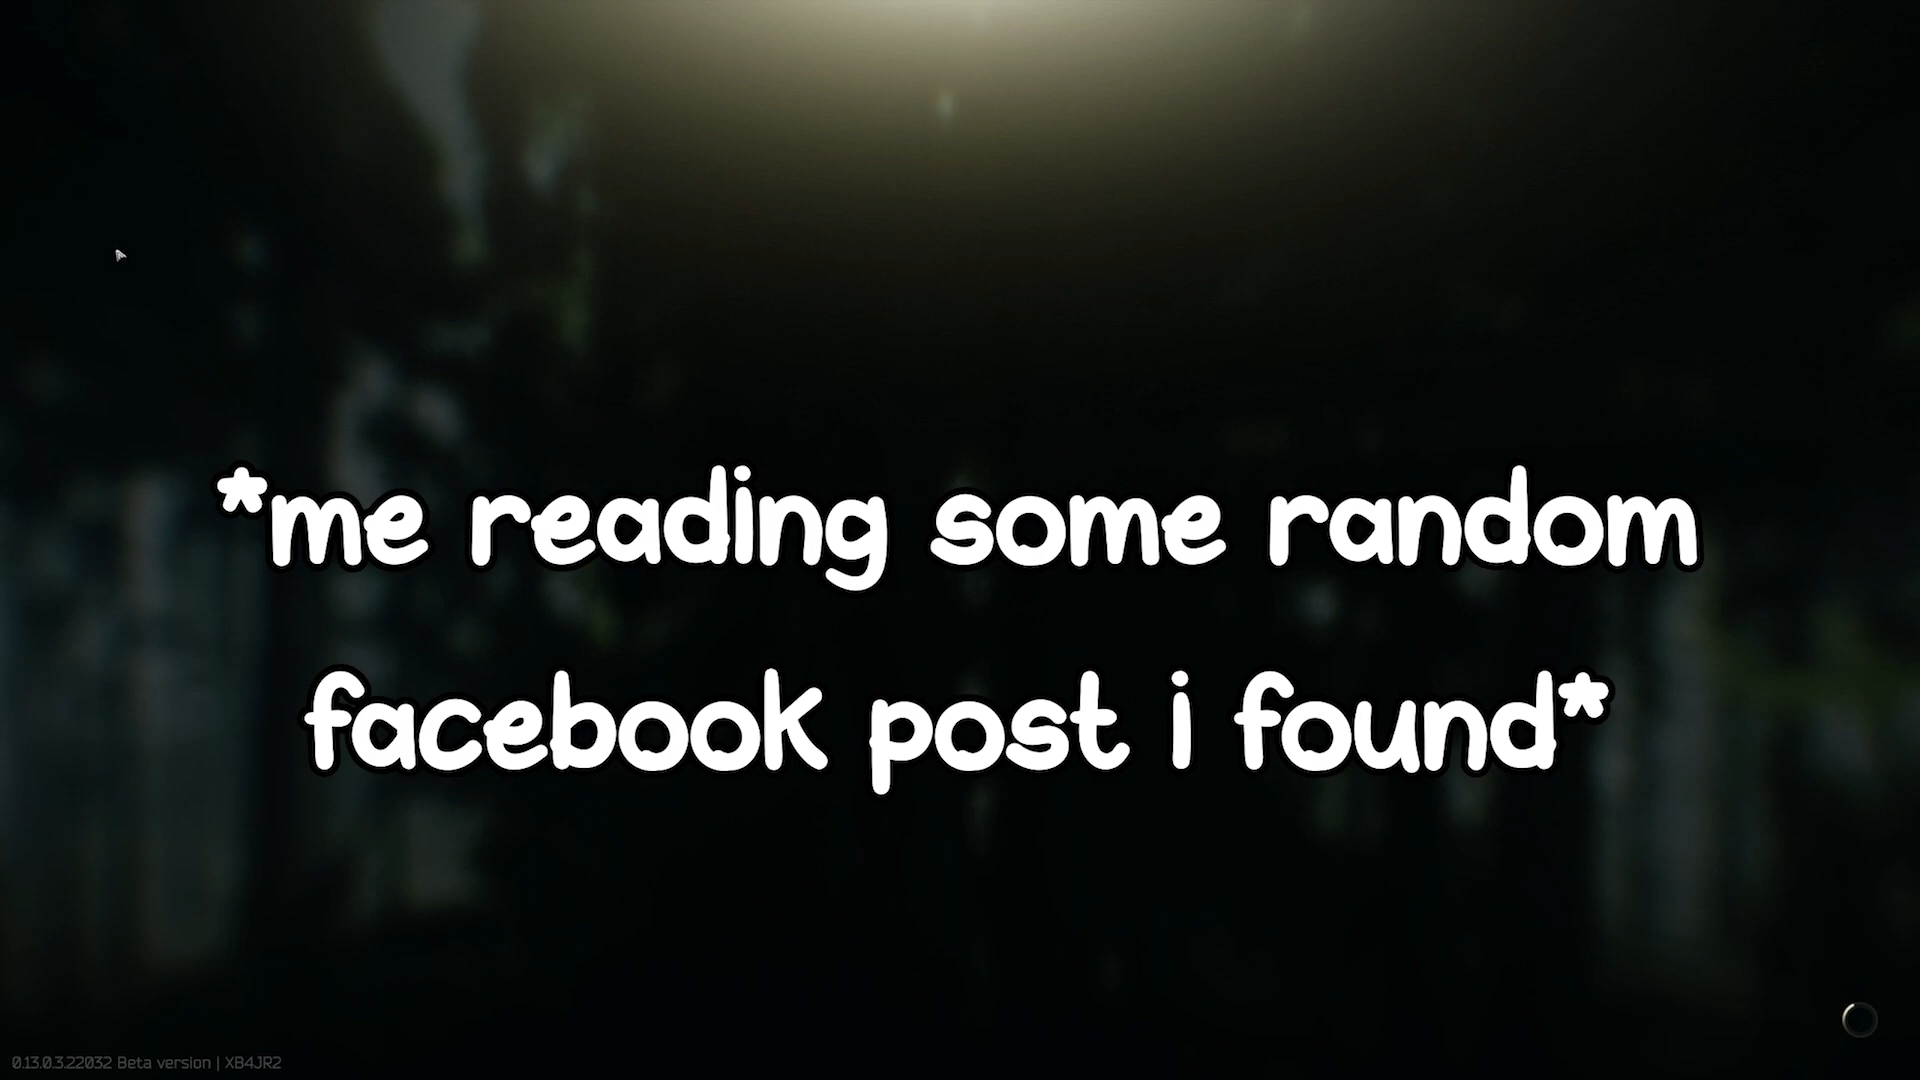 *me reading some random
facebook post i found*
0.13.0.3.22032 Beta version | XB4JR2